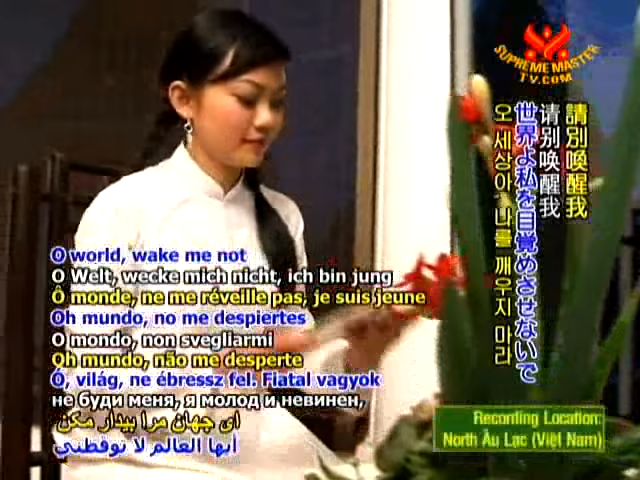 SUPREME MASTER
TV.COM
請別喚醒我
请别唤醒我
世界よ私を目覚めさせないで
오 세상아 나를 깨우지 마라
O world, wake me not
O Welt, wecke mich nicht, ich bin jung
Ô monde, ne me réveille pas, je suis jeune
Oh mundo, no me despiertes
O mondo, non svegliarmi
Oh mundo, não me desperte
Ó, világ, ne ébressz fel. Fiatal vagyok
не буди меня, я молод и невинен,
ای جهان مرا بیدار مکن
أيها العالم لا توقظني
Recording Location:
North Âu Lạc (Việt Nam)